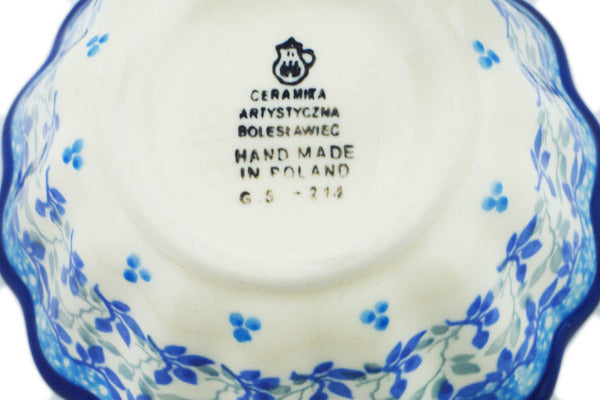 CERAMIKA
ARTYSTYCZNA
BOLESŁAWIEC
HAND MADE
IN POLAND
G.S -214